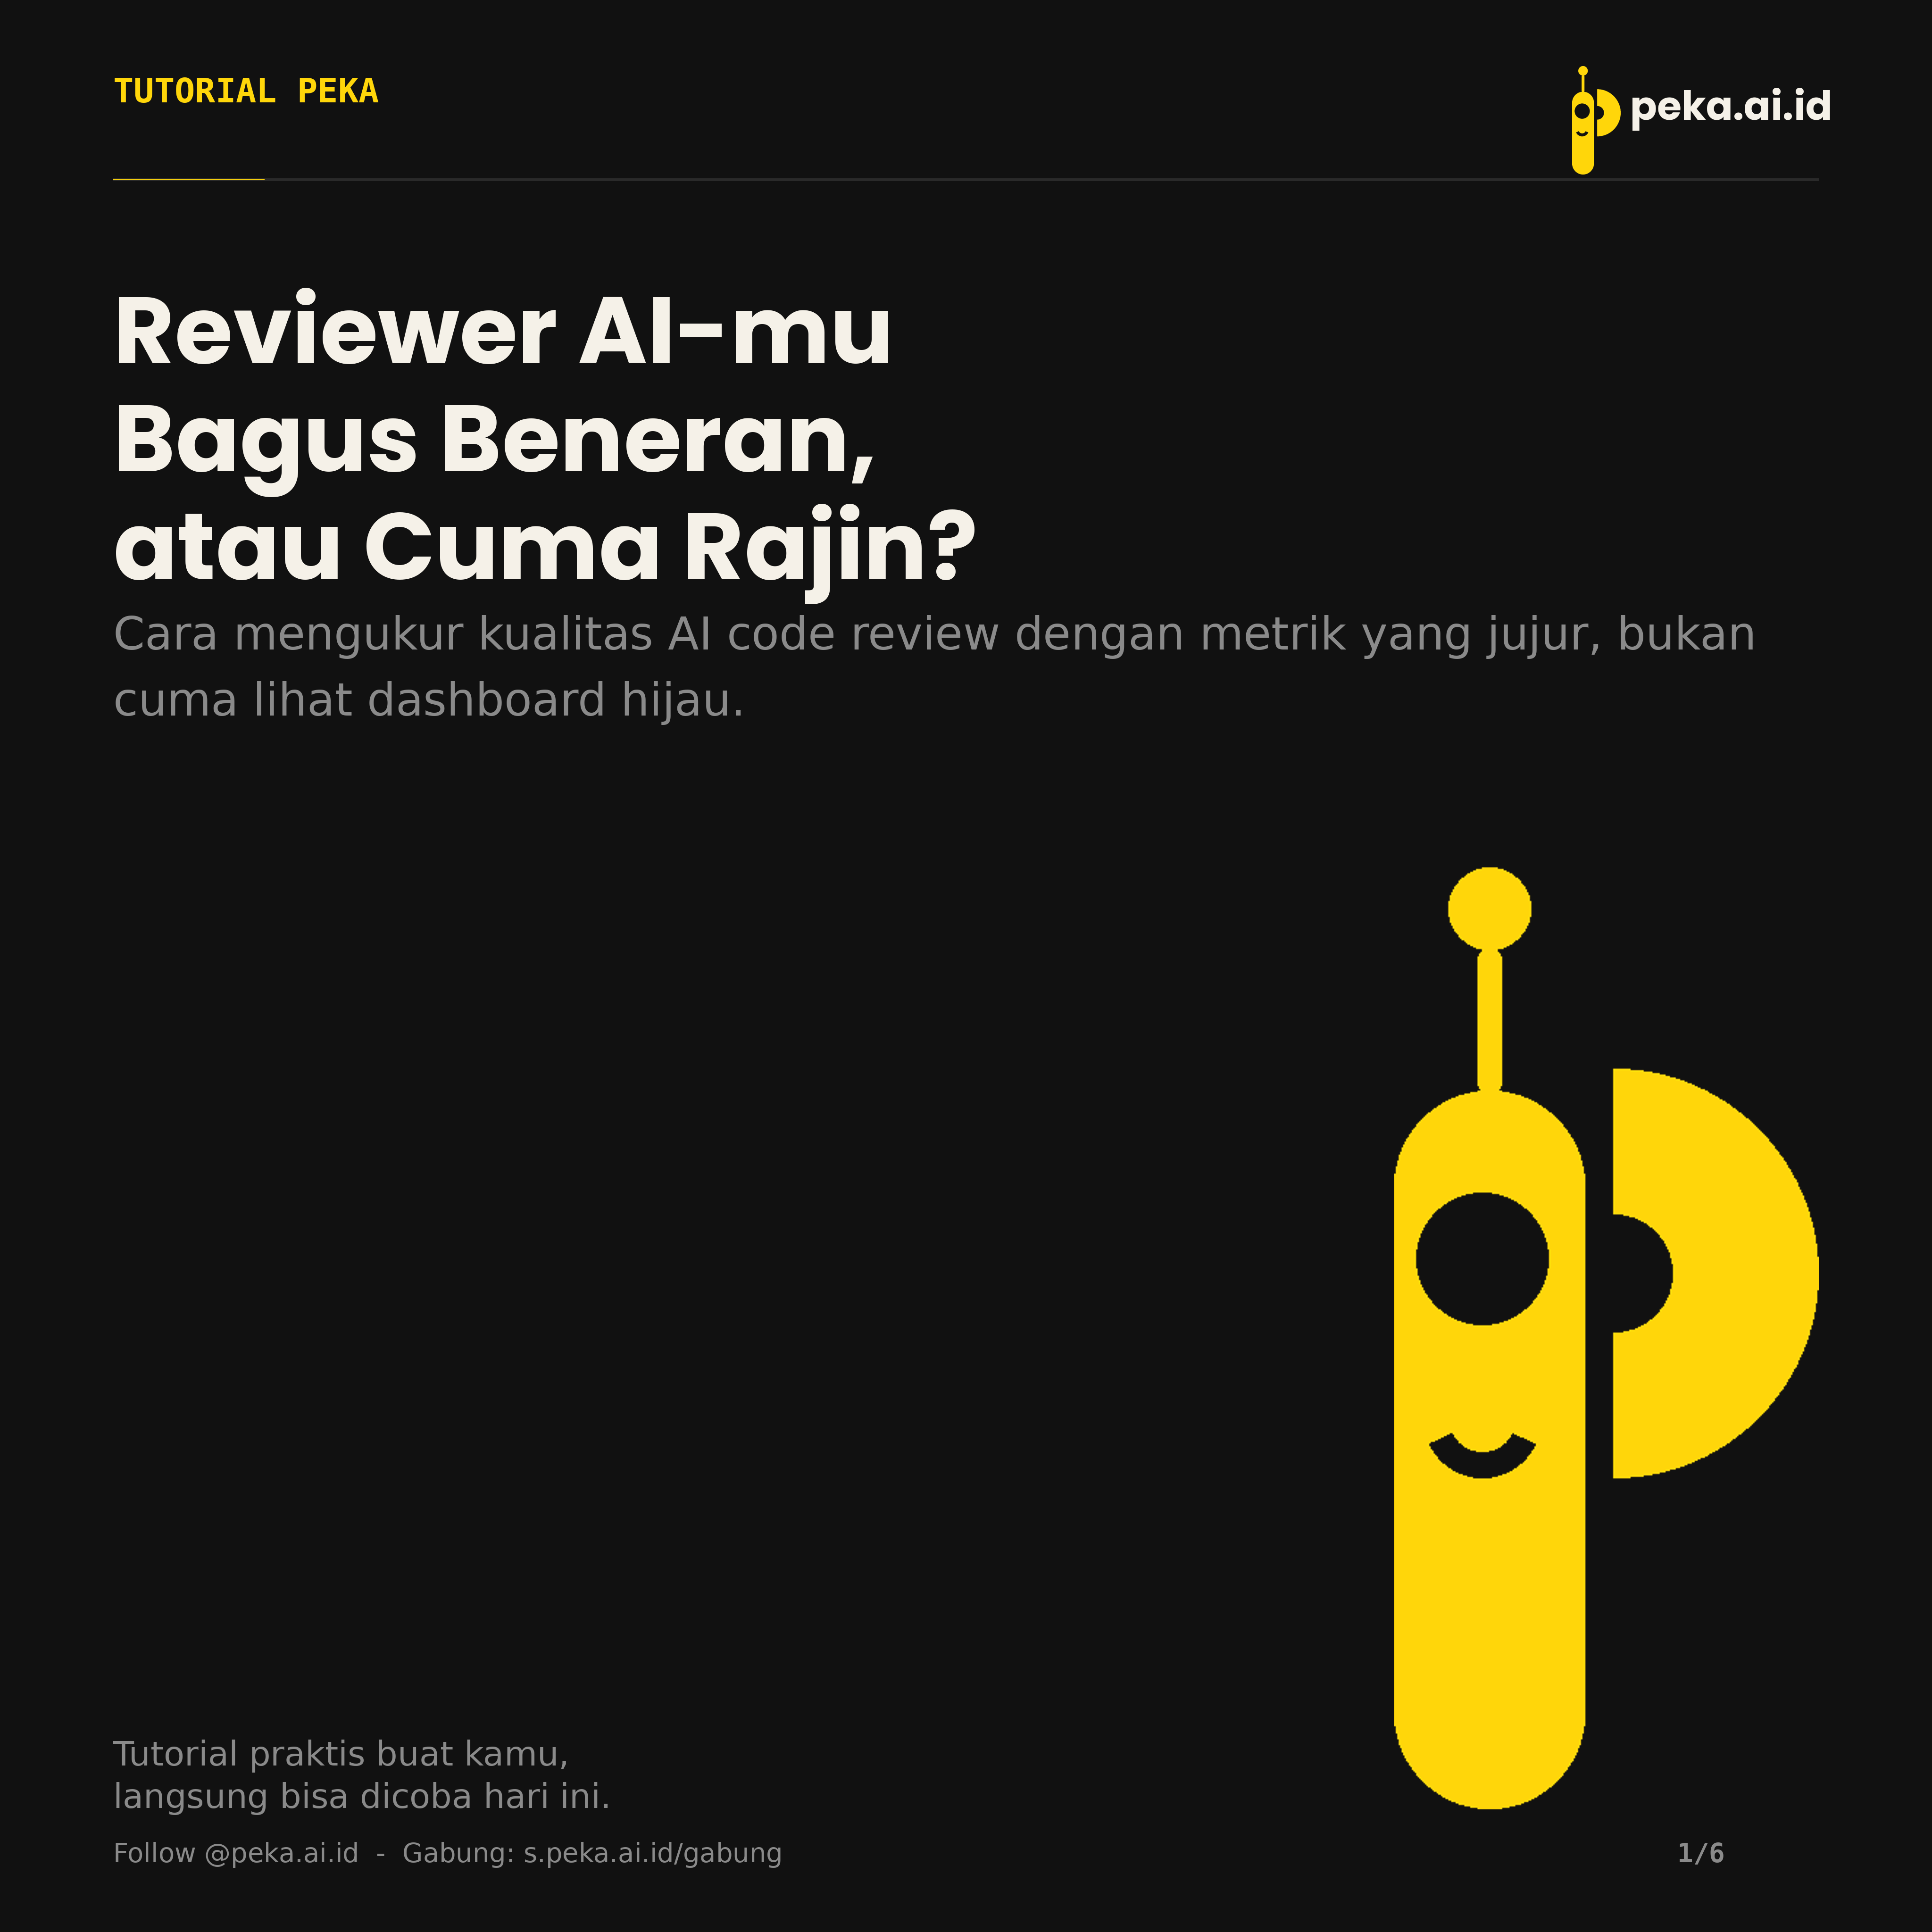 TUTORIAL PEKA
peka.ai.id
Reviewer AI-mu
Bagus Beneran,
atau Cuma Rajin?
Cara mengukur kualitas AI code review dengan metrik yang jujur, bukan
cuma lihat dashboard hijau.
Tutorial praktis buat kamu,
langsung bisa dicoba hari ini.
Follow @peka.ai.id - Gabung: s.peka.ai.id/gabung
1/6